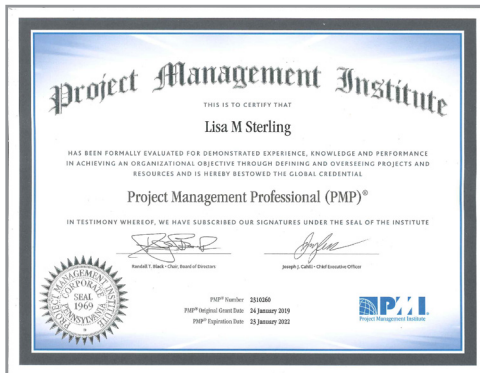 Project Management Institute
THIS IS TO CERTIFY THAT
Lisa M Sterling
HAS BEEN FORMALLY EVALUATED FOR DEMONSTRATED EXPERIENCE, KNOWLEDGE AND PERFORMANCE
IN ACHIEVING AN ORGANIZATIONAL OBJECTIVE THROUGH DEFINING AND OVERSEEING PROJECTS AND
RESOURCES AND IS HEREBY BESTOWED THE GLOBAL CREDENTIAL
Project Management Professional (PMP)®
IN TESTIMONY WHEREOF, WE HAVE SUBSCRIBED OUR SIGNATURES UNDER THE SEAL OF THE INSTITUTE
Randall T. Black • Chair, Board of Directors
Joseph J. Cahill • Chief Executive Officer
PROJECT MANAGEMENT INSTITUTE
CORPORATE
SEAL
1969
PENNSYLVANIA
PMP® Number 2310260
PMP® Original Grant Date 24 January 2019
PMP® Expiration Date 23 January 2022
PMI
Project Management Institute